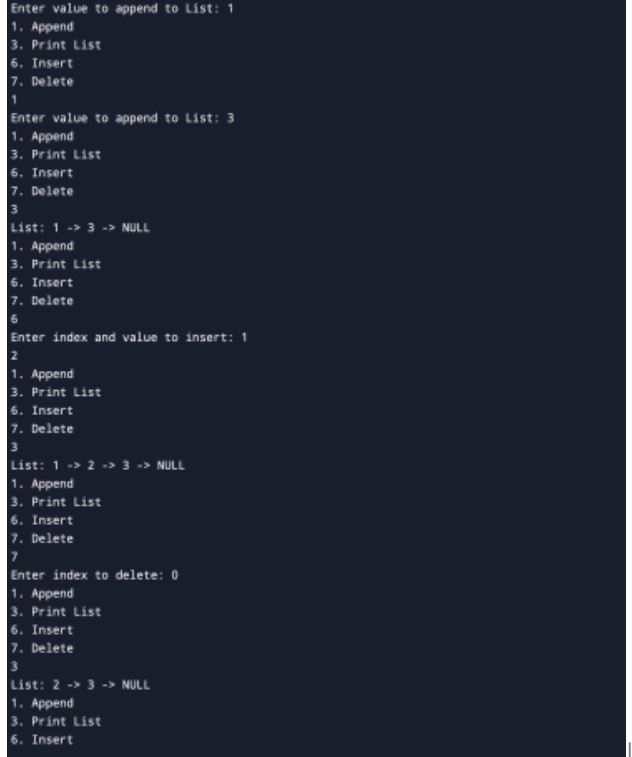 Enter value to append to List: 1
1. Append
3. Print List
6. Insert
7. Delete
1
Enter value to append to List: 3
1. Append
3. Print List
6. Insert
7. Delete
3
List: 1 -> 3 -> NULL
1. Append
3. Print List
6. Insert
7. Delete
6
Enter index and value to insert: 1
2
1. Append
3. Print List
6. Insert
7. Delete
3
List: 1 -> 2 -> 3 -> NULL
1. Append
3. Print List
6. Insert
7. Delete
7
Enter index to delete: 0
1. Append
3. Print List
6. Insert
7. Delete
3
List: 2 -> 3 -> NULL
1. Append
3. Print List
6. Insert